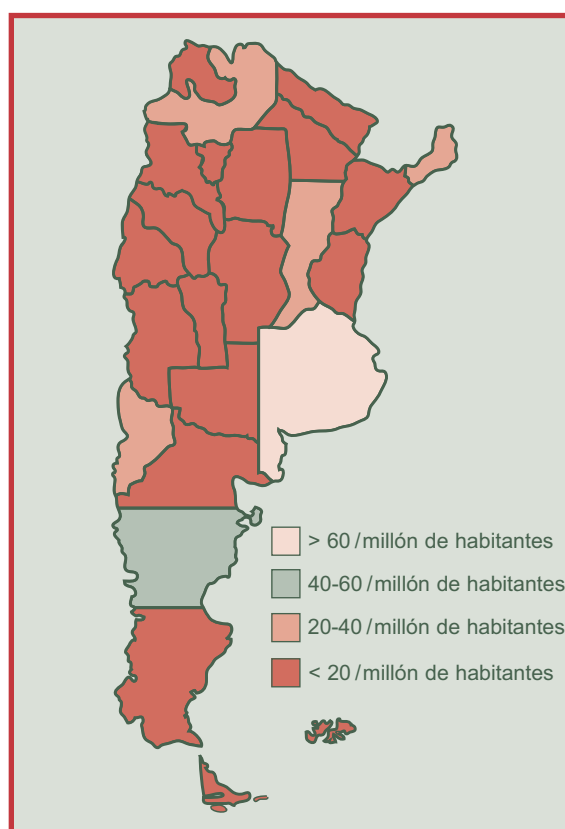 > 60/millón de habitantes
40-60/millón de habitantes
20-40/millón de habitantes
< 20/millón de habitantes